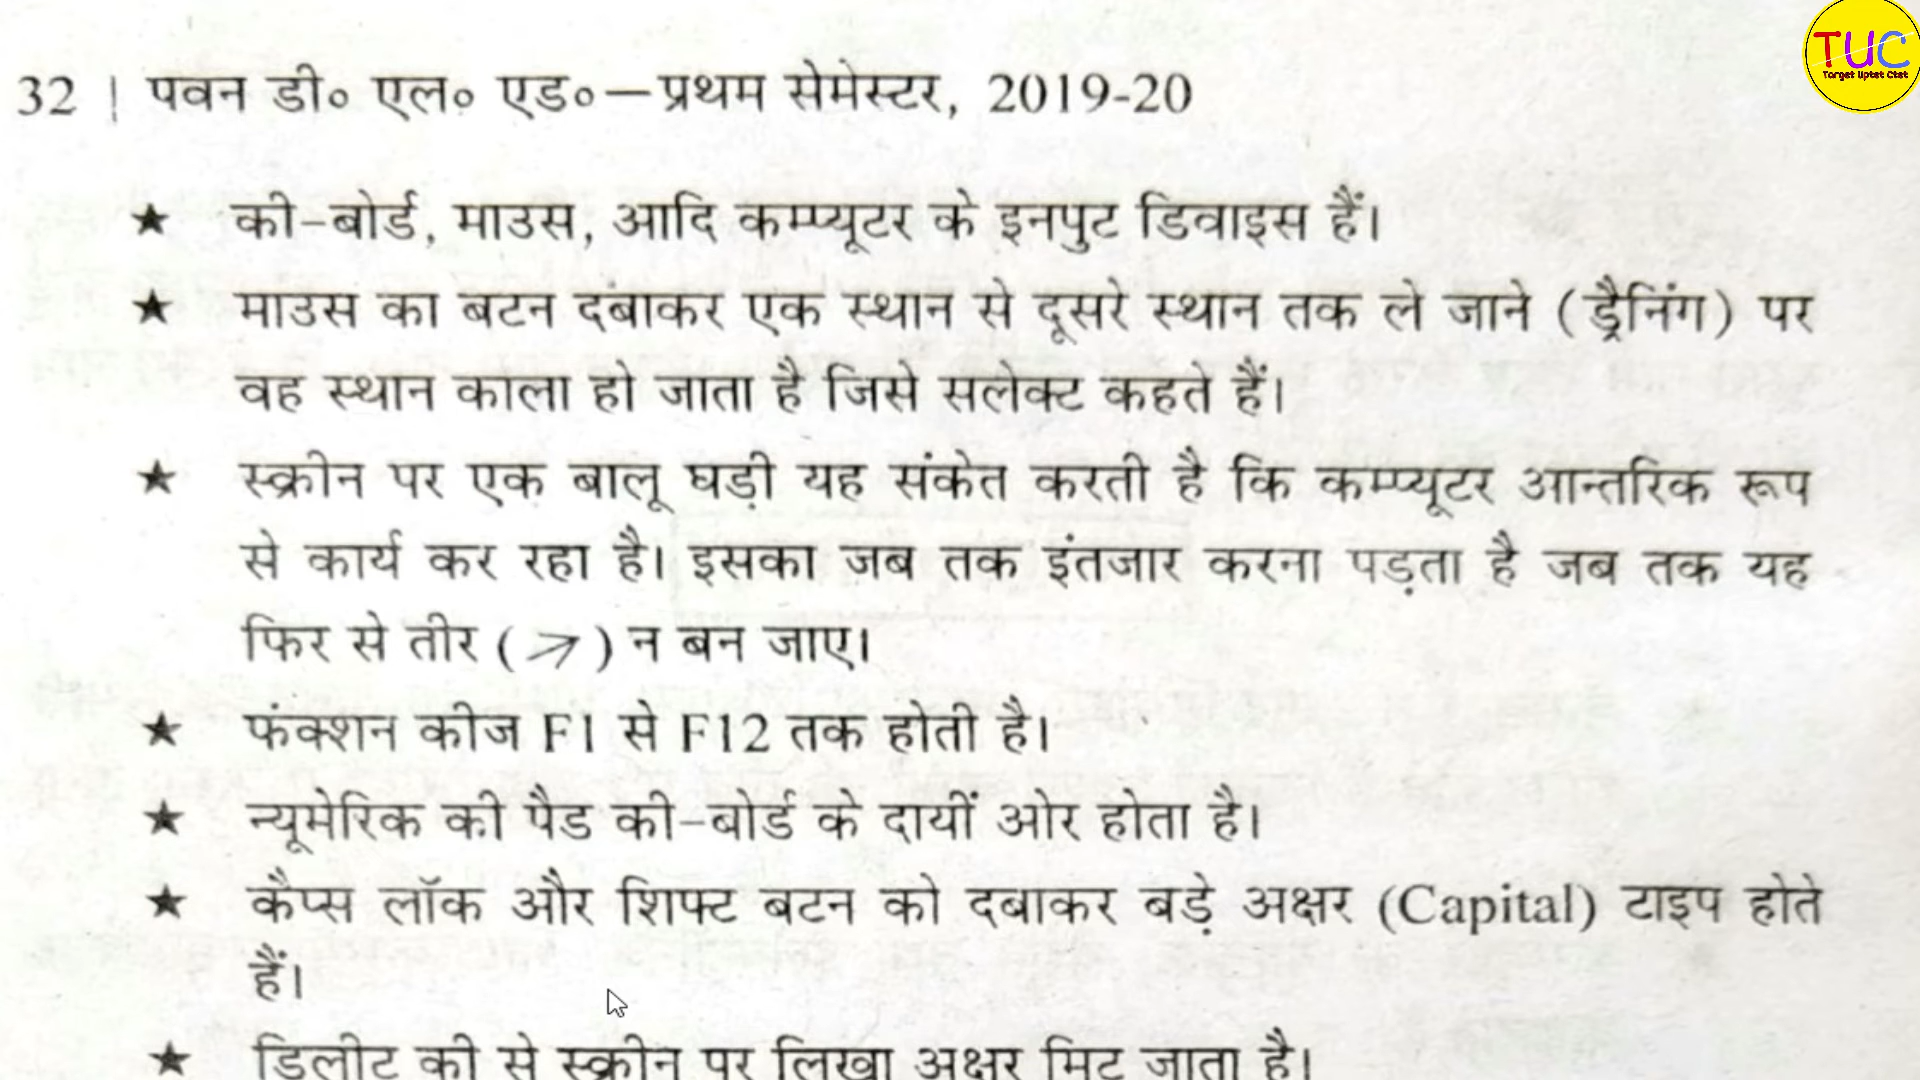 TUC
Target Uptet Ctet
32 | पवन डी० एल० एड०—प्रथम सेमेस्टर, 2019-20
★ की-बोर्ड, माउस, आदि कम्प्यूटर के इनपुट डिवाइस हैं।
★ माउस का बटन दंबाकर एक स्थान से दूसरे स्थान तक ले जाने (ड्रैनिंग) पर
वह स्थान काला हो जाता है जिसे सलेक्ट कहते हैं।
★ स्क्रीन पर एक बालू घड़ी यह संकेत करती है कि कम्प्यूटर आन्तरिक रूप
से कार्य कर रहा है। इसका जब तक इंतजार करना पड़ता है जब तक यह
फिर से तीर (↗) न बन जाए।
★ फंक्शन कीज F1 से F12 तक होती है।
★ न्यूमेरिक की पैड की-बोर्ड के दायीं ओर होता है।
★ कैप्स लॉक और शिफ्ट बटन को दबाकर बड़े अक्षर (Capital) टाइप होते
हैं।
★ डिलीट की से स्क्रीन पर लिखा अक्षर मिट जाता है।